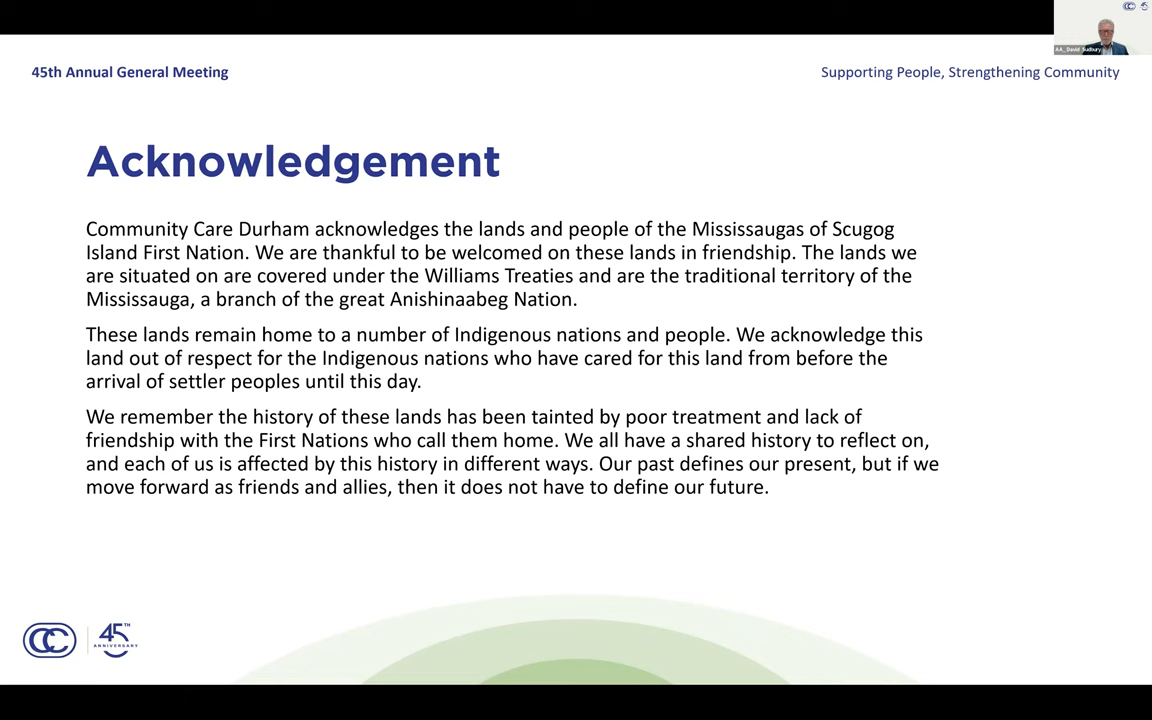 AA_David Sudbury
45th Annual General Meeting
Supporting People, Strengthening Community
Acknowledgement
Community Care Durham acknowledges the lands and people of the Mississaugas of Scugog
Island First Nation. We are thankful to be welcomed on these lands in friendship. The lands we
are situated on are covered under the Williams Treaties and are the traditional territory of the
Mississauga, a branch of the great Anishinaabeg Nation.
These lands remain home to a number of Indigenous nations and people. We acknowledge this
land out of respect for the Indigenous nations who have cared for this land from before the
arrival of settler peoples until this day.
We remember the history of these lands has been tainted by poor treatment and lack of
friendship with the First Nations who call them home. We all have a shared history to reflect on,
and each of us is affected by this history in different ways. Our past defines our present, but if we
move forward as friends and allies, then it does not have to define our future.
CC
45TH
ANNIVERSARY